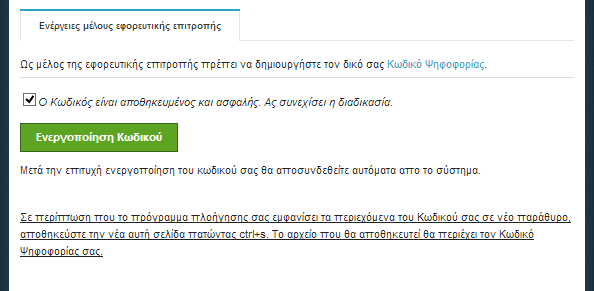 Ενέργειες μέλους εφορευτικής επιτροπής
Ως μέλος της εφορευτικής επιτροπής πρέπει να δημιουργήστε τον δικό σας Κωδικό Ψηφοφορίας.
Ο Κωδικός είναι αποθηκευμένος και ασφαλής. Ας συνεχίσει η διαδικασία.
Ενεργοποίηση Κωδικού
Μετά την επιτυχή ενεργοποίηση του κωδικού σας θα αποσυνδεθείτε αυτόματα απο το σύστημα.
Σε περίπτωση που το πρόγραμμα πλοήγησης σας εμφανίσει τα περιεχόμενα του Κωδικού σας σε νέο παράθυρο,
αποθηκεύστε την νέα αυτή σελίδα πατώντας ctrl+s. Το αρχείο που θα αποθηκευτεί θα περιέχει τον Κωδικό
Ψηφοφορίας σας.